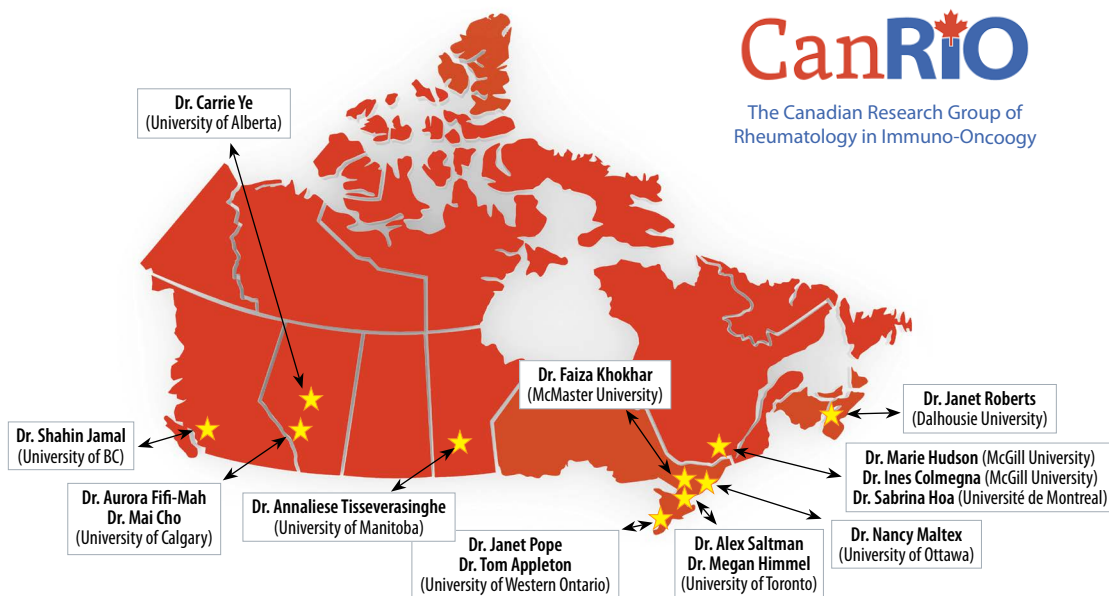 CanRiO
The Canadian Research Group of
Rheumatology in Immuno-Oncoogy
Dr. Carrie Ye
(University of Alberta)
Dr. Faiza Khokhar
(McMaster University)
Dr. Janet Roberts
(Dalhousie University)
Dr. Shahin Jamal
(University of BC)
Dr. Marie Hudson (McGill University)
Dr. Ines Colmegna (McGill University)
Dr. Sabrina Hoa (Université de Montreal)
Dr. Aurora Fifi-Mah
Dr. Mai Cho
(University of Calgary)
Dr. Annaliese Tisseverasinghe
(University of Manitoba)
Dr. Nancy Maltex
(University of Ottawa)
Dr. Janet Pope
Dr. Tom Appleton
(University of Western Ontario)
Dr. Alex Saltman
Dr. Megan Himmel
(University of Toronto)